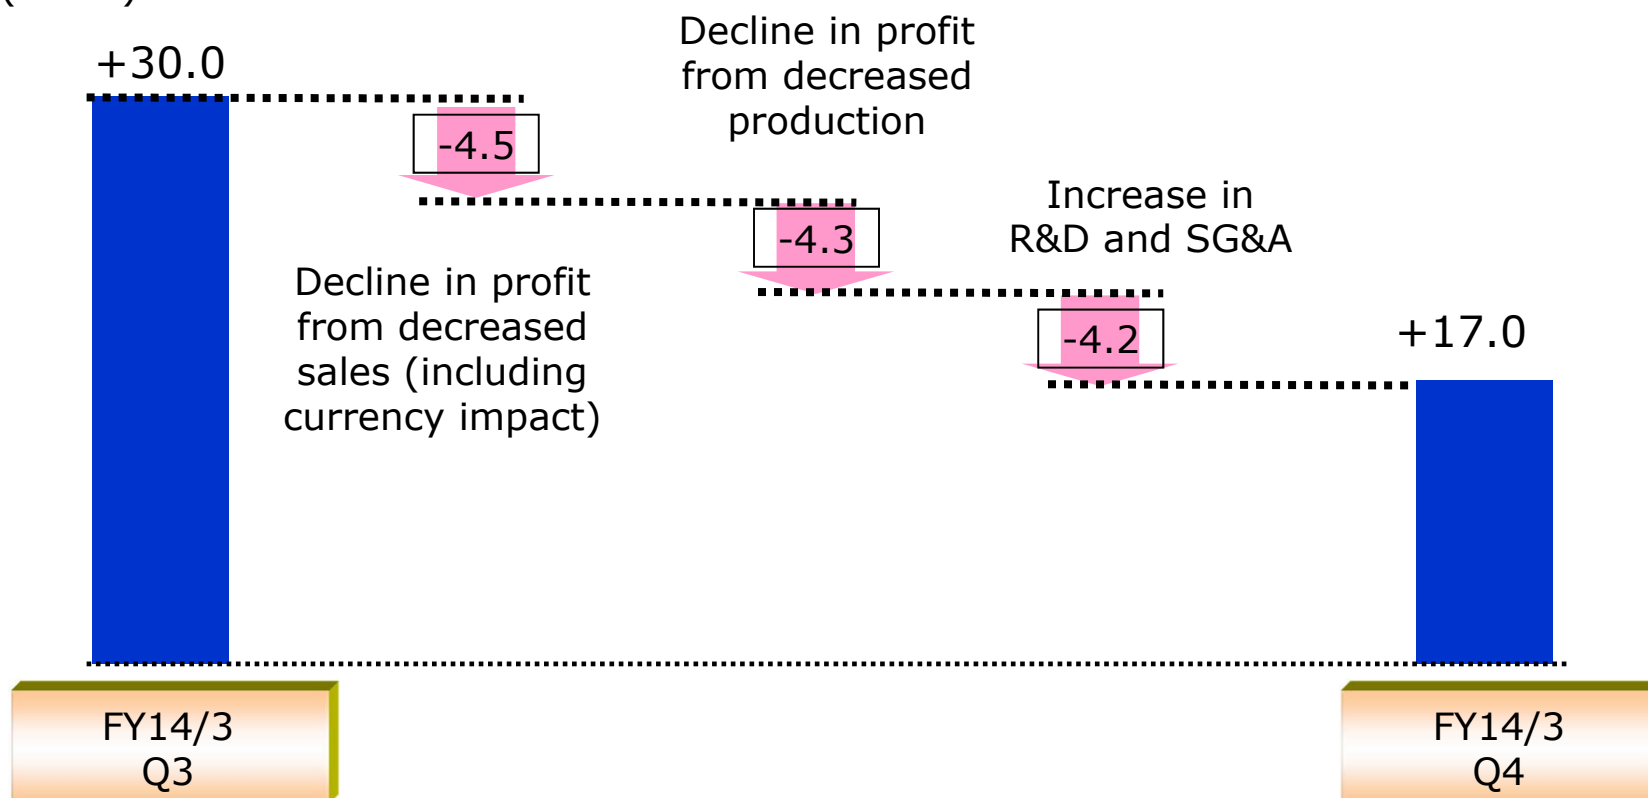 +30.0
-4.5
Decline in profit
from decreased
sales (including
currency impact)
Decline in profit
from decreased
production
-4.3
Increase in
R&D and SG&A
-4.2
+17.0
FY14/3
Q3
FY14/3
Q4